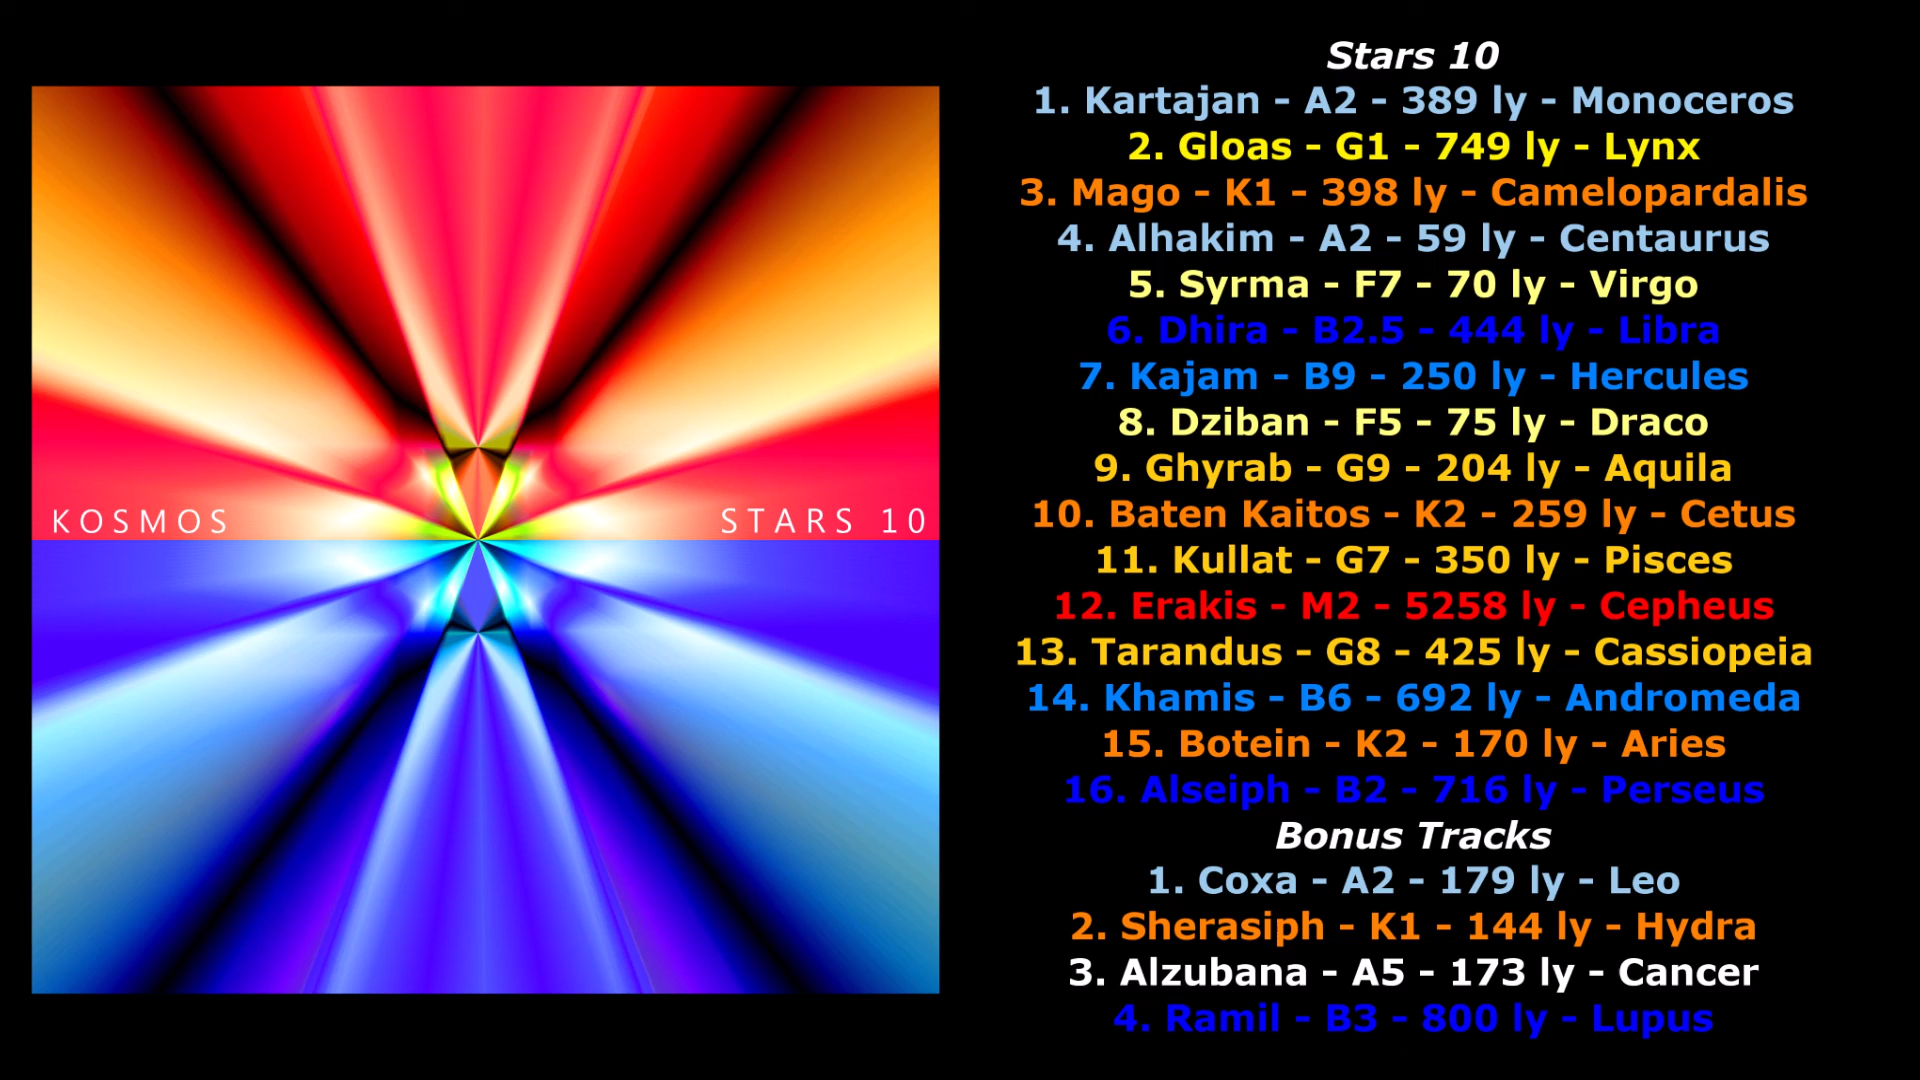 KOSMOS
STARS 10
Stars 10
1. Kartajan - A2 - 389 ly - Monoceros
2. Gloas - G1 - 749 ly - Lynx
3. Mago - K1 - 398 ly - Camelopardalis
4. Alhakim - A2 - 59 ly - Centaurus
5. Syrma - F7 - 70 ly - Virgo
6. Dhira - B2.5 - 444 ly - Libra
7. Kajam - B9 - 250 ly - Hercules
8. Dziban - F5 - 75 ly - Draco
9. Ghyrab - G9 - 204 ly - Aquila
10. Baten Kaitos - K2 - 259 ly - Cetus
11. Kullat - G7 - 350 ly - Pisces
12. Erakis - M2 - 5258 ly - Cepheus
13. Tarandus - G8 - 425 ly - Cassiopeia
14. Khamis - B6 - 692 ly - Andromeda
15. Botein - K2 - 170 ly - Aries
16. Alseiph - B2 - 716 ly - Perseus
Bonus Tracks
1. Coxa - A2 - 179 ly - Leo
2. Sherasiph - K1 - 144 ly - Hydra
3. Alzubana - A5 - 173 ly - Cancer
4. Ramil - B3 - 800 ly - Lupus